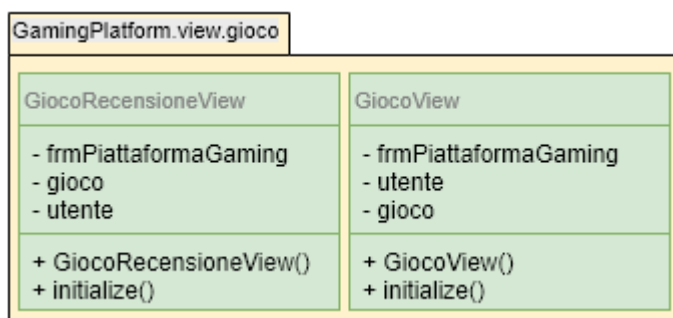 GamingPlatform.view.gioco
GiocoRecensioneView
- frmPiattaformaGaming
- gioco
- utente
+ GiocoRecensioneView()
+ initialize()
GiocoView
- frmPiattaformaGaming
- utente
- gioco
+ GiocoView()
+ initialize()